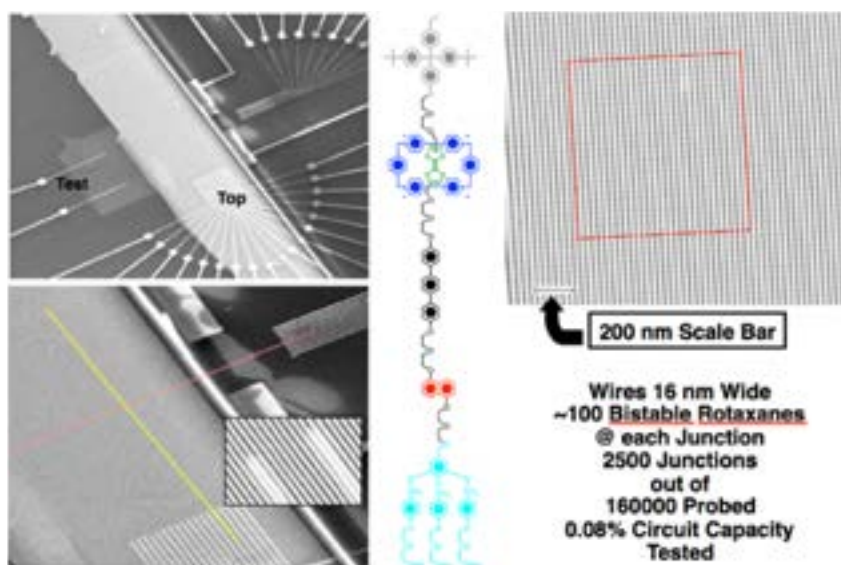 Test
Top
200 nm Scale Bar
Wires 16 nm Wide
~100 Bistable Rotaxanes
@ each Junction
2500 Junctions
out of
160000 Probed
0.08% Circuit Capacity
Tested